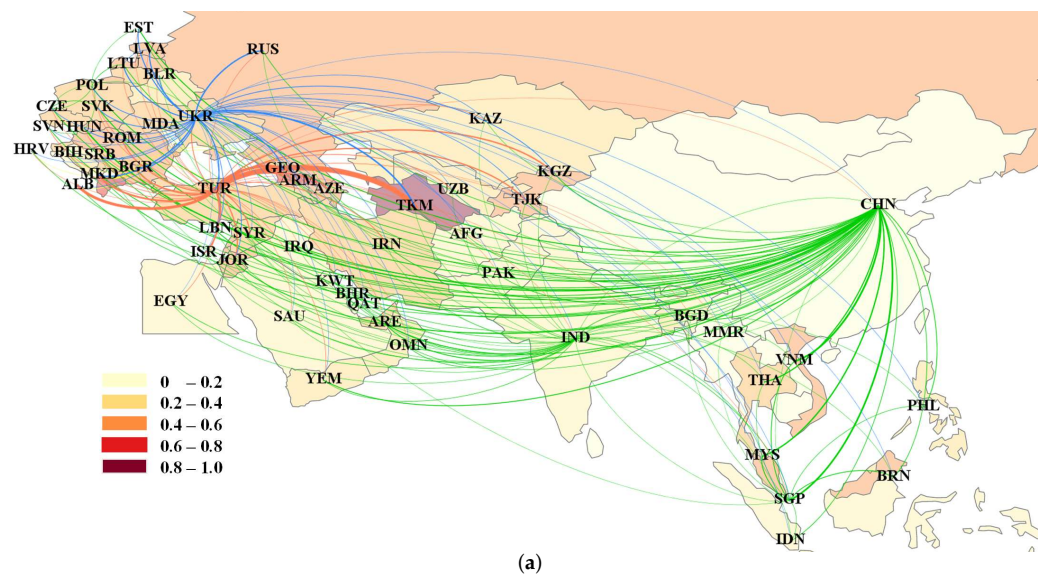 EST
LVA
RUS
LTU
BLR
POL
CZE
SVK
UKR
KAZ
SVN
HUN
MDA
ROM
HRV
BIH
SRB
BGR
MKD
ALB
GEO
KGZ
TUR
ARM
AZE
UZB
TJK
TKM
CHN
LBN
SYR
AFG
ISR
JOR
IRQ
IRN
KWT
PAK
BHR
QAT
EGY
SAU
ARE
BGD
OMN
IND
MMR
VNM
YEM
THA
PHL
0 – 0.2
0.2 – 0.4
0.4 – 0.6
0.6 – 0.8
0.8 – 1.0
MYS
BRN
SGP
IDN
(a)